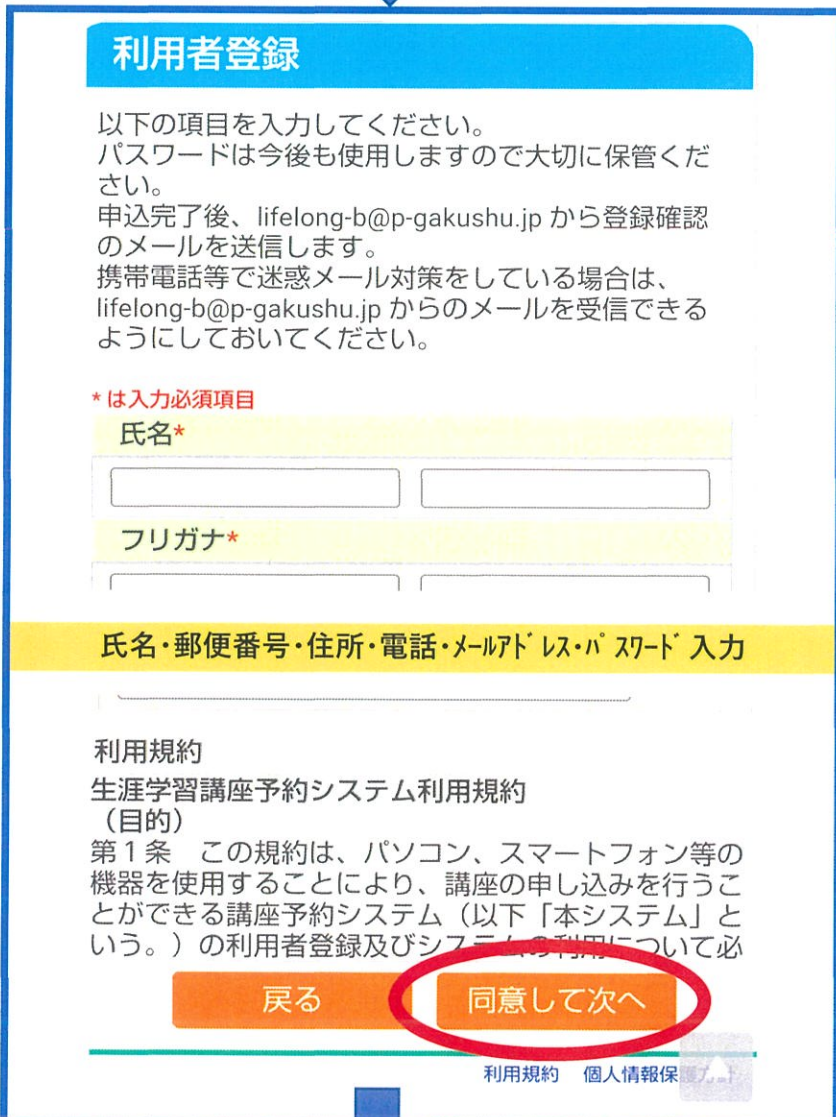 利用者登録
以下の項目を入力してください。
パスワードは今後も使用しますので大切に保管くだ
さい。
申込完了後、lifelong-b@p-gakushu.jp から登録確認
のメールを送信します。
携帯電話等で迷惑メール対策をしている場合は、
lifelong-b@p-gakushu.jp からのメールを受信できる
ようにしておいてください。
* は入力必須項目
氏名*
フリガナ*
氏名・郵便番号・住所・電話・ﾒｰﾙｱﾄﾞﾚｽ・ﾊﾟｽﾜｰﾄﾞ入力
利用規約
生涯学習講座予約システム利用規約
（目的）
第１条　この規約は、パソコン、スマートフォン等の
機器を使用することにより、講座の申し込みを行うこ
とができる講座予約システム（以下「本システム」と
いう。）の利用者登録及びシステムの利用について必
戻る 同意して次へ
利用規約 個人情報保護方針